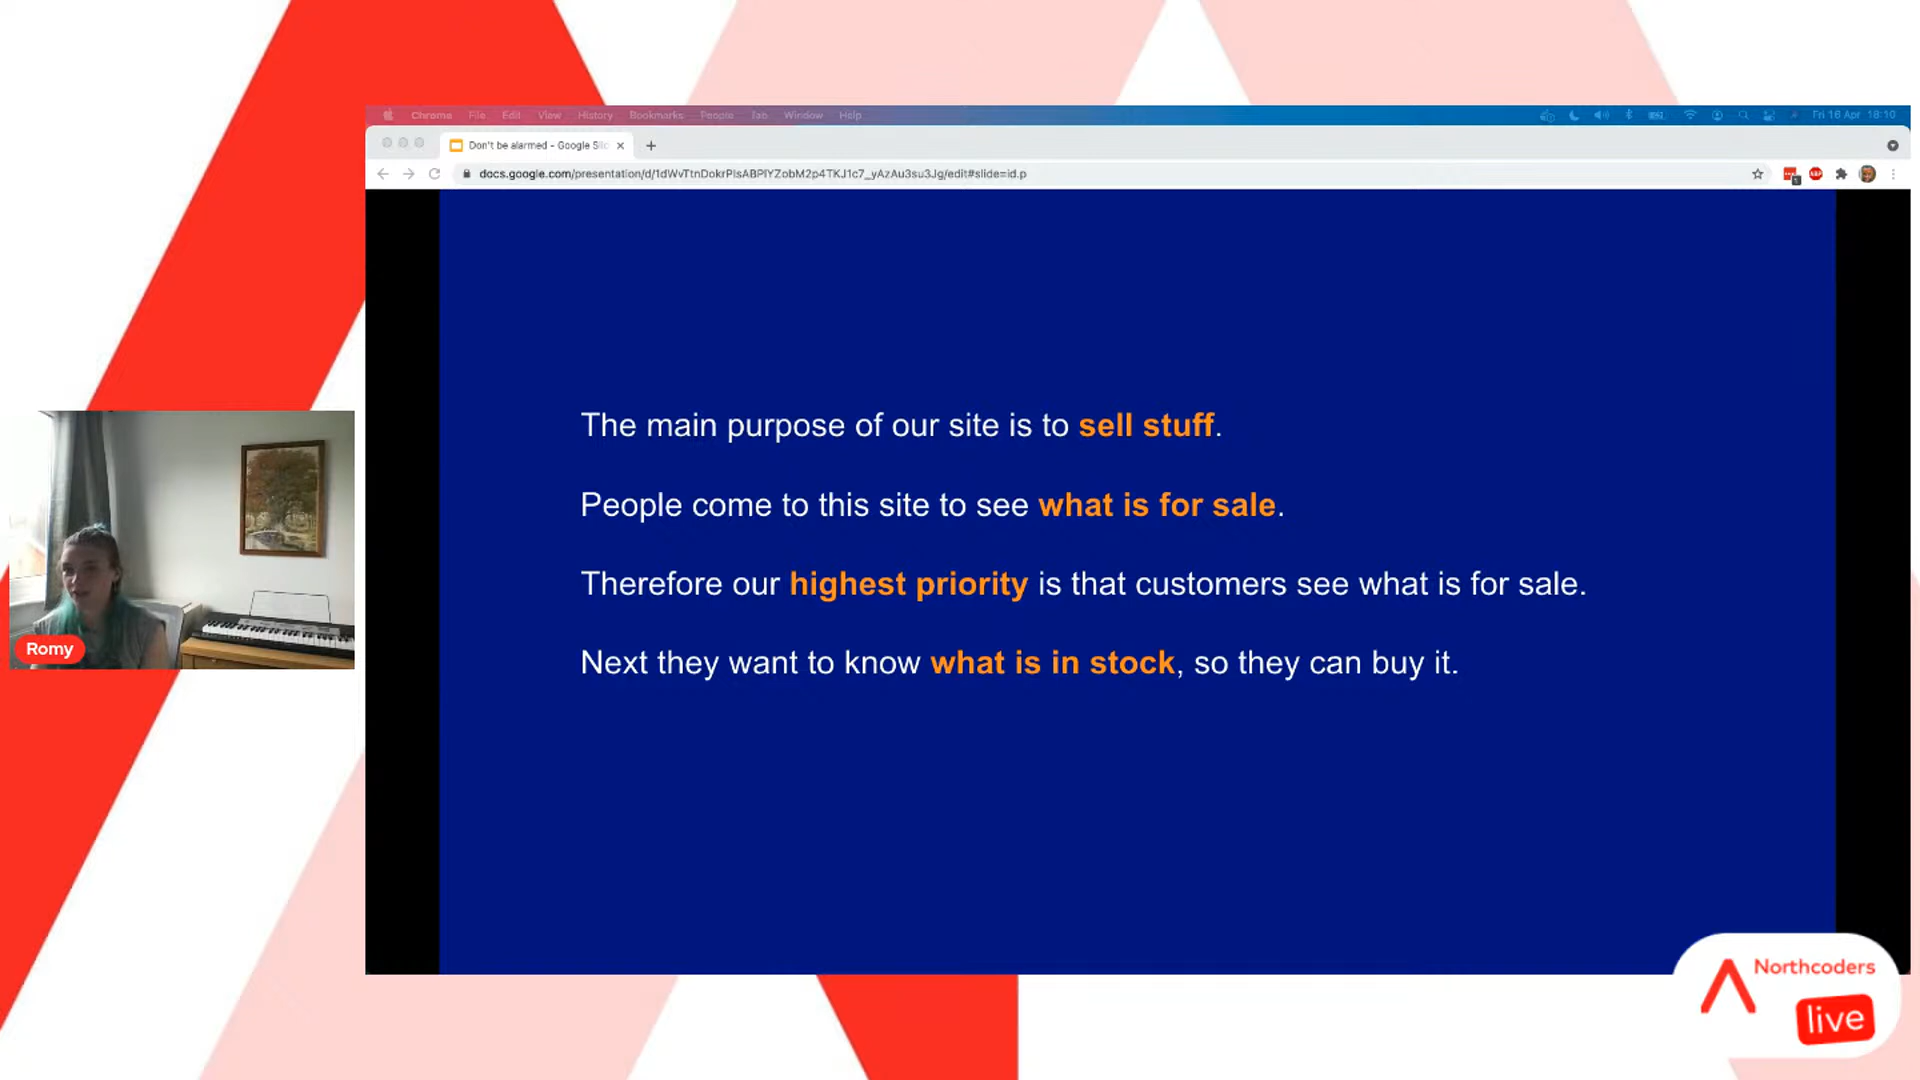 Chrome File Edit View History Bookmarks People Tab Window Help
Fri 16 Apr 18:10
Don't be alarmed - Google Slid
docs.google.com/presentation/d/1dWvTtnDokrPlsABPlYZobM2p4TKJ1c7_yAzAu3su3Jg/edit#slide=id.p
The main purpose of our site is to sell stuff.
People come to this site to see what is for sale.
Therefore our highest priority is that customers see what is for sale.
Next they want to know what is in stock, so they can buy it.
Romy
Northcoders
live